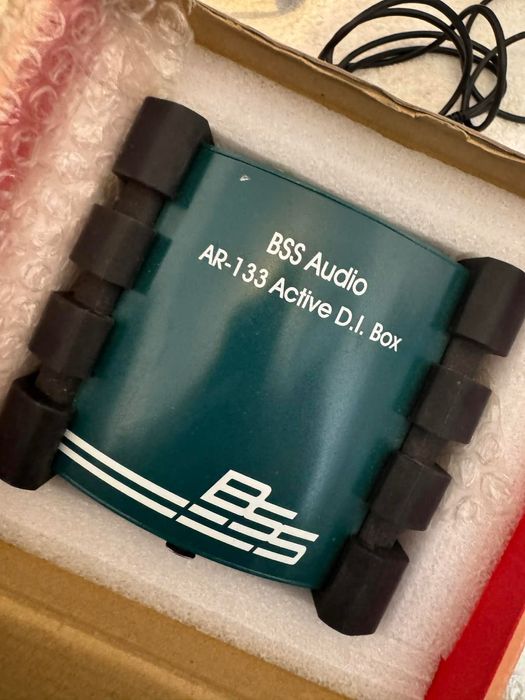 BSS Audio
AR-133 Active D.I. Box
BSS